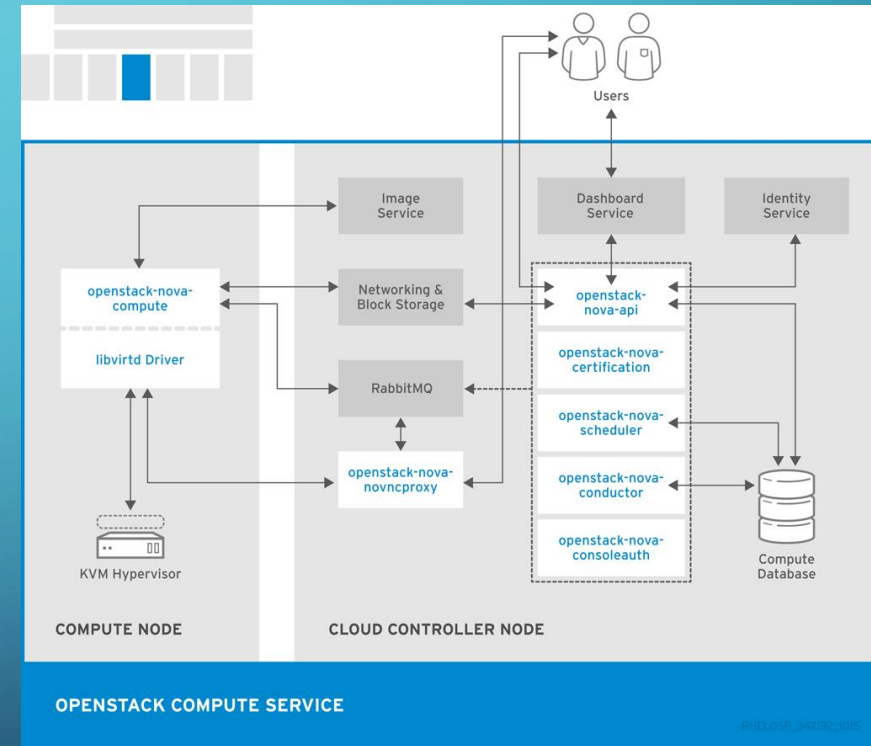 Users
Image
Service
Dashboard
Service
Identity
Service
openstack-nova-
compute
libvirtd Driver
Networking &
Block Storage
openstack-
nova-api
openstack-nova-
certification
RabbitMQ
openstack-nova-
scheduler
openstack-nova-
novncproxy
openstack-nova-
conductor
openstack-nova-
consoleauth
KVM Hypervisor
Compute
Database
COMPUTE NODE
CLOUD CONTROLLER NODE
OPENSTACK COMPUTE SERVICE
RHELOSP_347192_1015